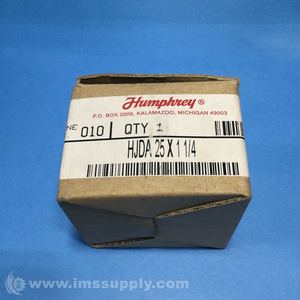 Humphrey®
P.O. BOX 2008, KALAMAZOO, MICHIGAN 49003
NE 010 QTY 1
HJDA 25 X 1 1/4
© www.imssupply.com